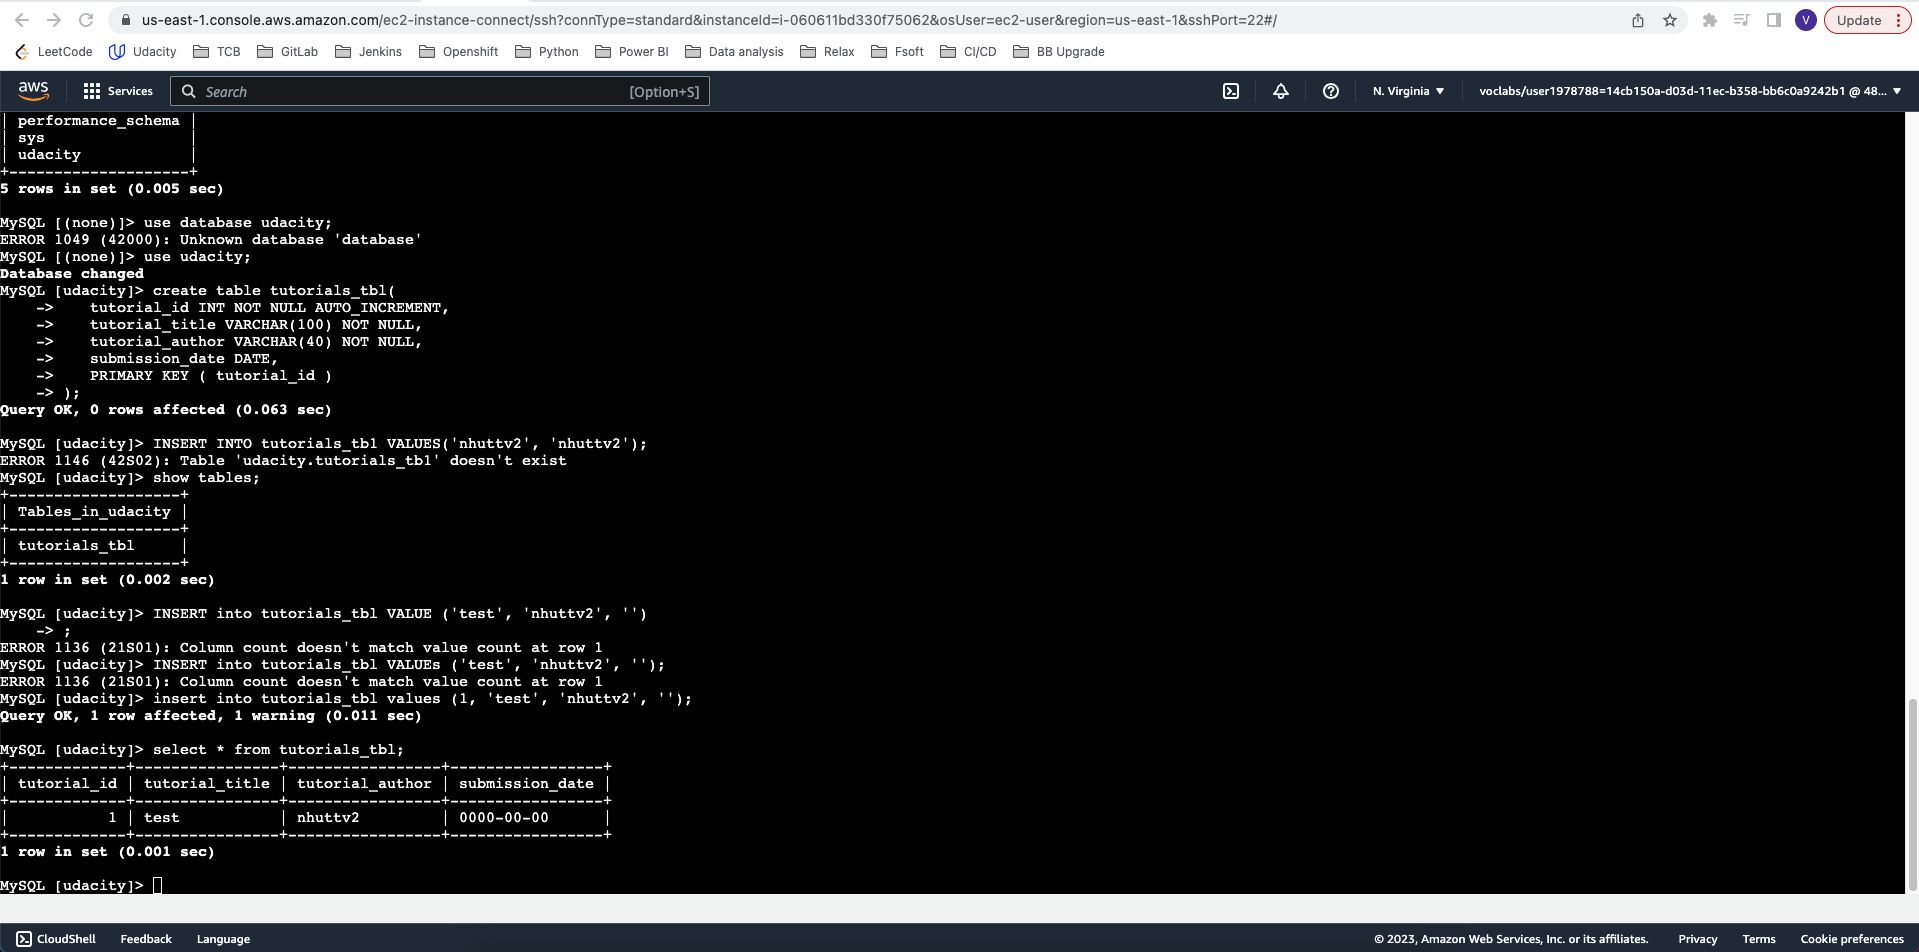 us-east-1.console.aws.amazon.com/ec2-instance-connect/ssh?connType=standard&instanceId=i-060611bd330f75062&osUser=ec2-user&region=us-east-1&sshPort=22#/
V
Update
LeetCode Udacity TCB GitLab Jenkins Openshift Python Power BI Data analysis Relax Fsoft CI/CD BB Upgrade
aws Services Search [Option+S] N. Virginia voclabs/user1978788=14cb150a-d03d-11ec-b358-bb6c0a9242b1 @ 48...
| performance_schema |
| sys                |
| udacity            |
+--------------------+
5 rows in set (0.005 sec)
MySQL [(none)]> use database udacity;
ERROR 1049 (42000): Unknown database 'database'
MySQL [(none)]> use udacity;
Database changed
MySQL [udacity]> create table tutorials_tbl(
    ->    tutorial_id INT NOT NULL AUTO_INCREMENT,
    ->    tutorial_title VARCHAR(100) NOT NULL,
    ->    tutorial_author VARCHAR(40) NOT NULL,
    ->    submission_date DATE,
    ->    PRIMARY KEY ( tutorial_id )
    -> );
Query OK, 0 rows affected (0.063 sec)
MySQL [udacity]> INSERT INTO tutorials_tb1 VALUES('nhuttv2', 'nhuttv2');
ERROR 1146 (42S02): Table 'udacity.tutorials_tb1' doesn't exist
MySQL [udacity]> show tables;
+-------------------+
| Tables_in_udacity |
+-------------------+
| tutorials_tbl     |
+-------------------+
1 row in set (0.002 sec)
MySQL [udacity]> INSERT into tutorials_tbl VALUE ('test', 'nhuttv2', '')
    -> ;
ERROR 1136 (21S01): Column count doesn't match value count at row 1
MySQL [udacity]> INSERT into tutorials_tbl VALUEs ('test', 'nhuttv2', '');
ERROR 1136 (21S01): Column count doesn't match value count at row 1
MySQL [udacity]> insert into tutorials_tbl values (1, 'test', 'nhuttv2', '');
Query OK, 1 row affected, 1 warning (0.011 sec)
MySQL [udacity]> select * from tutorials_tbl;
+-------------+----------------+-----------------+-----------------+
| tutorial_id | tutorial_title | tutorial_author | submission_date |
+-------------+----------------+-----------------+-----------------+
|           1 | test           | nhuttv2         | 0000-00-00      |
+-------------+----------------+-----------------+-----------------+
1 row in set (0.001 sec)
MySQL [udacity]>
CloudShell Feedback Language © 2023, Amazon Web Services, Inc. or its affiliates. Privacy Terms Cookie preferences